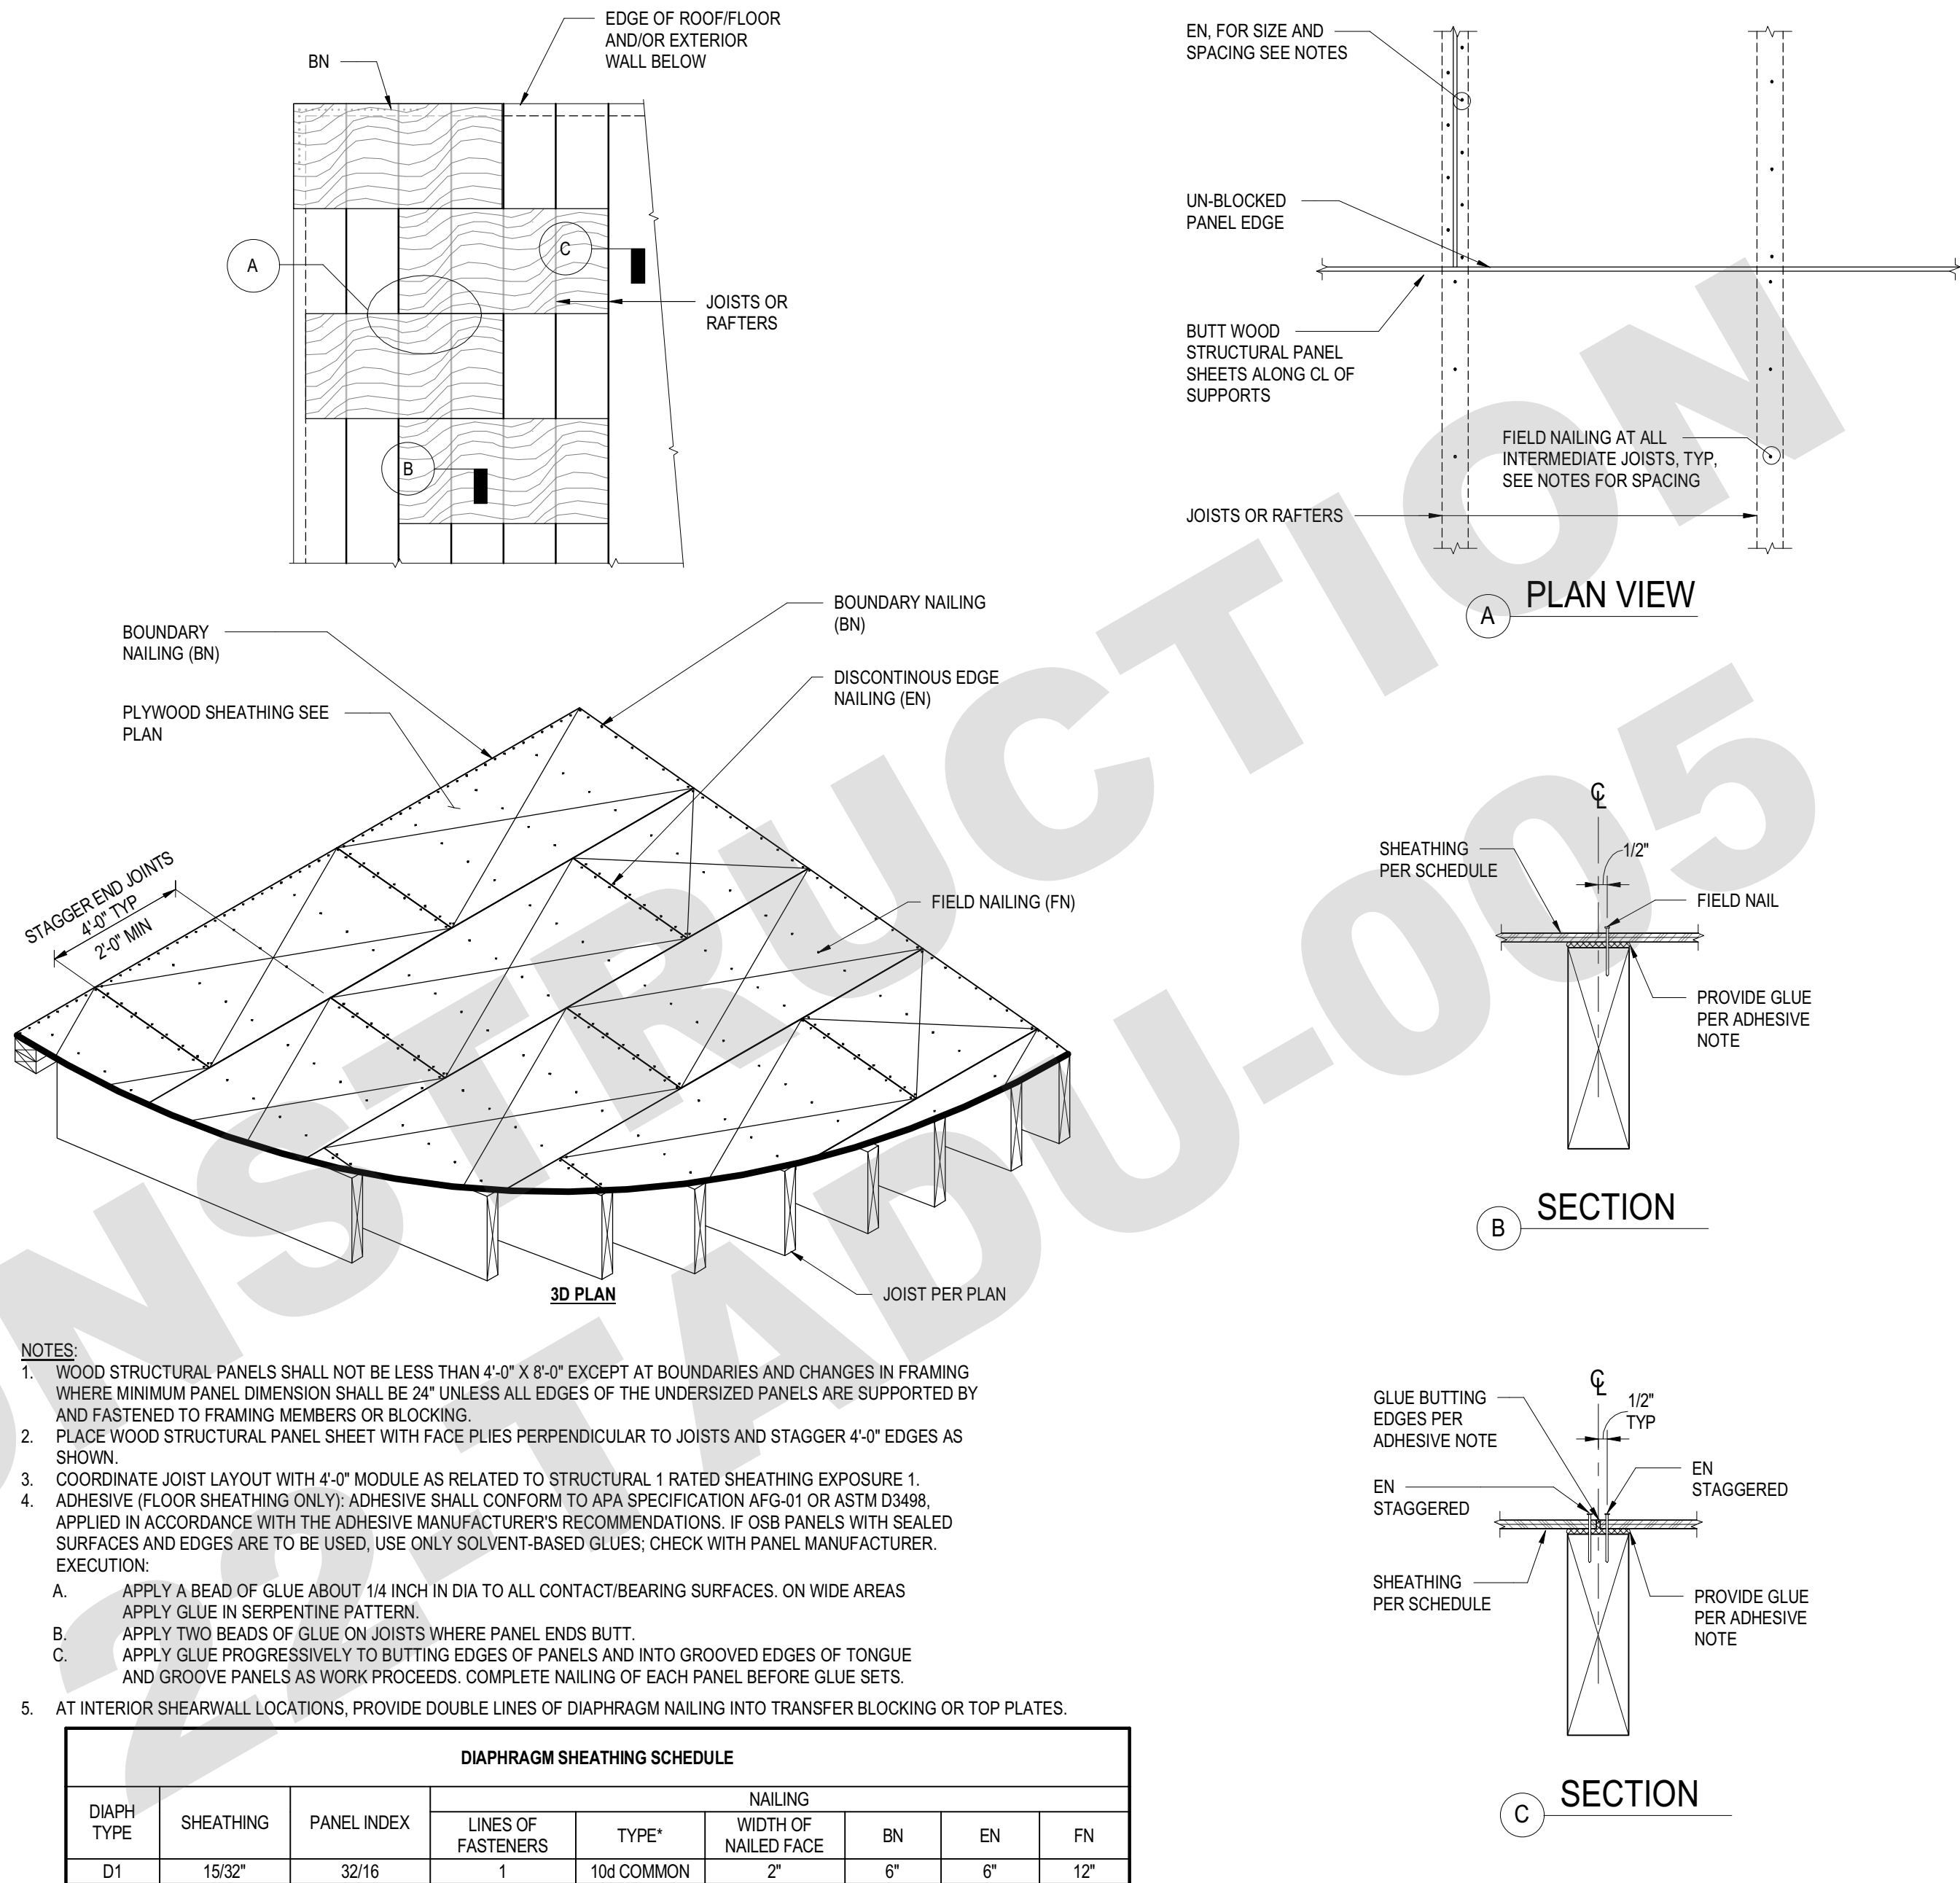 EDGE OF ROOF/FLOOR
AND/OR EXTERIOR
WALL BELOW
BN
A
C
JOISTS OR
RAFTERS
B
EN, FOR SIZE AND
SPACING SEE NOTES
UN-BLOCKED
PANEL EDGE
BUTT WOOD
STRUCTURAL PANEL
SHEETS ALONG CL OF
SUPPORTS
FIELD NAILING AT ALL
INTERMEDIATE JOISTS, TYP,
SEE NOTES FOR SPACING
JOISTS OR RAFTERS
A PLAN VIEW
BOUNDARY
NAILING (BN)
PLYWOOD SHEATHING SEE
PLAN
BOUNDARY NAILING
(BN)
DISCONTINOUS EDGE
NAILING (EN)
FIELD NAILING (FN)
STAGGER END JOINTS
4'-0" TYP
2'-0" MIN
JOIST PER PLAN
3D PLAN
CL
1/2"
SHEATHING
PER SCHEDULE
FIELD NAIL
PROVIDE GLUE
PER ADHESIVE
NOTE
B SECTION
CL
1/2"
TYP
GLUE BUTTING
EDGES PER
ADHESIVE NOTE
EN
STAGGERED
EN
STAGGERED
SHEATHING
PER SCHEDULE
PROVIDE GLUE
PER ADHESIVE
NOTE
C SECTION
NOTES:
1. WOOD STRUCTURAL PANELS SHALL NOT BE LESS THAN 4'-0" X 8'-0" EXCEPT AT BOUNDARIES AND CHANGES IN FRAMING
WHERE MINIMUM PANEL DIMENSION SHALL BE 24" UNLESS ALL EDGES OF THE UNDERSIZED PANELS ARE SUPPORTED BY
AND FASTENED TO FRAMING MEMBERS OR BLOCKING.
2. PLACE WOOD STRUCTURAL PANEL SHEET WITH FACE PLIES PERPENDICULAR TO JOISTS AND STAGGER 4'-0" EDGES AS
SHOWN.
3. COORDINATE JOIST LAYOUT WITH 4'-0" MODULE AS RELATED TO STRUCTURAL 1 RATED SHEATHING EXPOSURE 1.
4. ADHESIVE (FLOOR SHEATHING ONLY): ADHESIVE SHALL CONFORM TO APA SPECIFICATION AFG-01 OR ASTM D3498,
APPLIED IN ACCORDANCE WITH THE ADHESIVE MANUFACTURER'S RECOMMENDATIONS. IF OSB PANELS WITH SEALED
SURFACES AND EDGES ARE TO BE USED, USE ONLY SOLVENT-BASED GLUES; CHECK WITH PANEL MANUFACTURER.
EXECUTION:
A. APPLY A BEAD OF GLUE ABOUT 1/4 INCH IN DIA TO ALL CONTACT/BEARING SURFACES. ON WIDE AREAS
APPLY GLUE IN SERPENTINE PATTERN.
B. APPLY TWO BEADS OF GLUE ON JOISTS WHERE PANEL ENDS BUTT.
C. APPLY GLUE PROGRESSIVELY TO BUTTING EDGES OF PANELS AND INTO GROOVED EDGES OF TONGUE
AND GROOVE PANELS AS WORK PROCEEDS. COMPLETE NAILING OF EACH PANEL BEFORE GLUE SETS.
5. AT INTERIOR SHEARWALL LOCATIONS, PROVIDE DOUBLE LINES OF DIAPHRAGM NAILING INTO TRANSFER BLOCKING OR TOP PLATES.
DIAPHRAGM SHEATHING SCHEDULE
DIAPH
TYPE
SHEATHING
PANEL INDEX
NAILING
LINES OF
FASTENERS
TYPE*
WIDTH OF
NAILED FACE
BN
EN
FN
D1 15/32" 32/16 1 10d COMMON 2" 6" 6" 12"
ONSTRUCTION
22-TADU-005